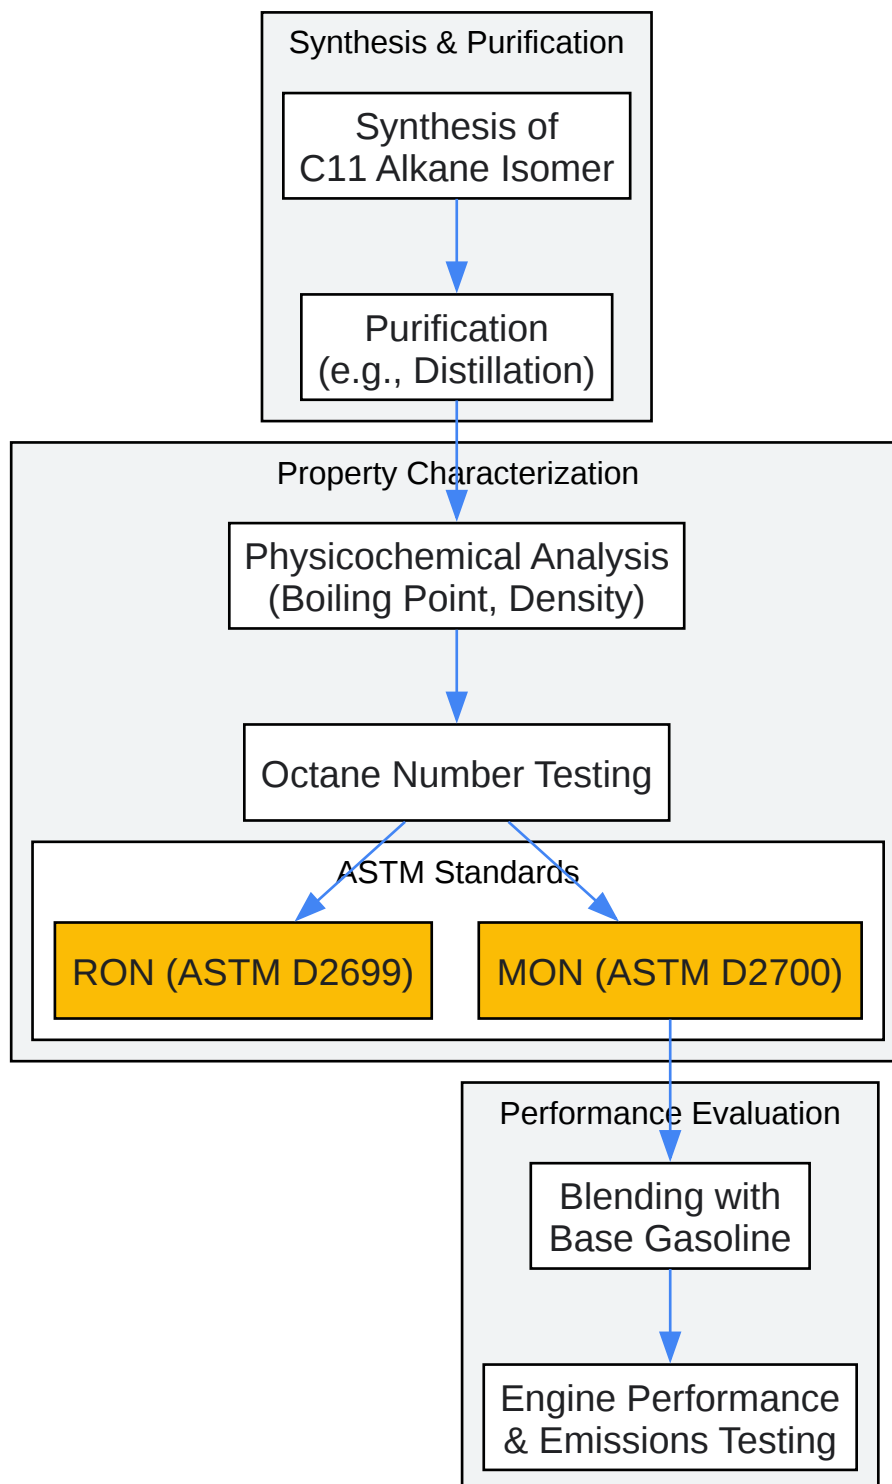 Synthesis & Purification
Synthesis of
C11 Alkane Isomer
Purification
(e.g., Distillation)
Property Characterization
Physicochemical Analysis
(Boiling Point, Density)
Octane Number Testing
ASTM Standards
RON (ASTM D2699)
MON (ASTM D2700)
Performance Evaluation
Blending with
Base Gasoline
Engine Performance
& Emissions Testing